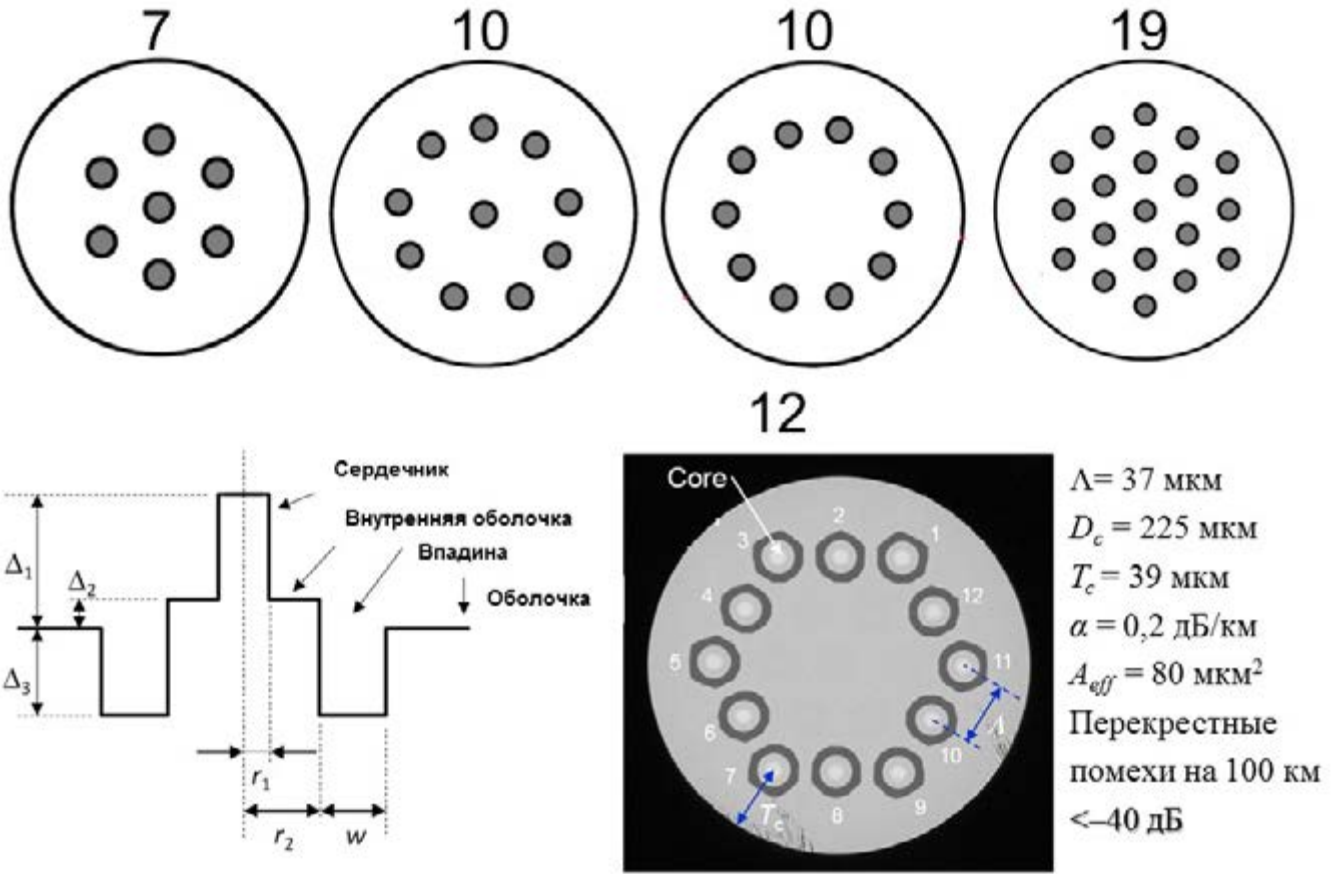 7
10
10
19
12
Сердечник
Внутренняя оболочка
Впадина
Оболочка
Δ1
Δ2
Δ3
r1
r2
w
Core
1
2
3
4
5
6
7
8
9
10
11
12
Λ
Tc
Λ= 37 мкм
Dc = 225 мкм
Tc = 39 мкм
α = 0,2 дБ/км
Aeff = 80 мкм²
Перекрестные
помехи на 100 км
<–40 дБ